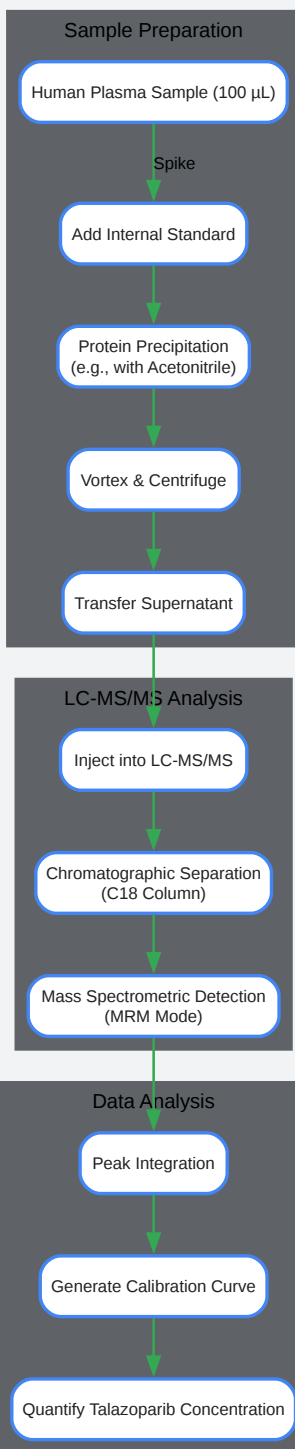 Sample Preparation
Human Plasma Sample (100 µL)
Spike
Add Internal Standard
Protein Precipitation
(e.g., with Acetonitrile)
Vortex & Centrifuge
Transfer Supernatant
LC-MS/MS Analysis
Inject into LC-MS/MS
Chromatographic Separation
(C18 Column)
Mass Spectrometric Detection
(MRM Mode)
Data Analysis
Peak Integration
Generate Calibration Curve
Quantify Talazoparib Concentration